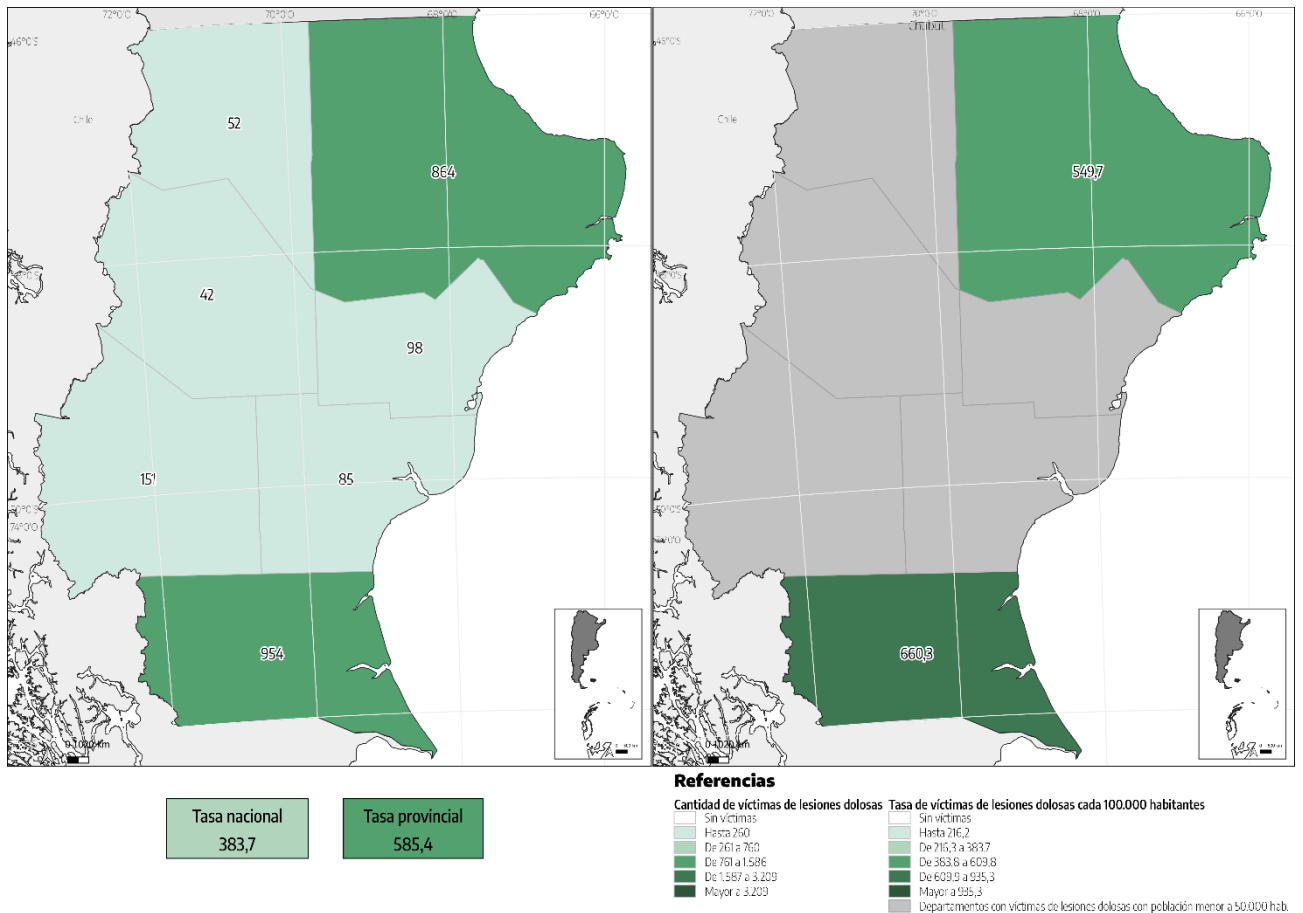 72°0'O 70°0'O 68°0'O 66°0'O
46°0'S
Chile
52
864
42
98
151
85
50°0'S
74°0'O
954
72°0'O 70°0'O 68°0'O 66°0'O
Chubut
46°0'S
Chile
549,7
660,3
Referencias
Tasa nacional
383,7
Tasa provincial
585,4
Cantidad de víctimas de lesiones dolosas
Sin víctimas
Hasta 260
De 261 a 760
De 761 a 1.586
De 1.587 a 3.209
Mayor a 3.209
Tasa de víctimas de lesiones dolosas cada 100.000 habitantes
Sin víctimas
Hasta 216,2
De 216,3 a 383,7
De 383,8 a 609,8
De 609,9 a 935,3
Mayor a 935,3
Departamentos con víctimas de lesiones dolosas con población menor a 50.000 hab.